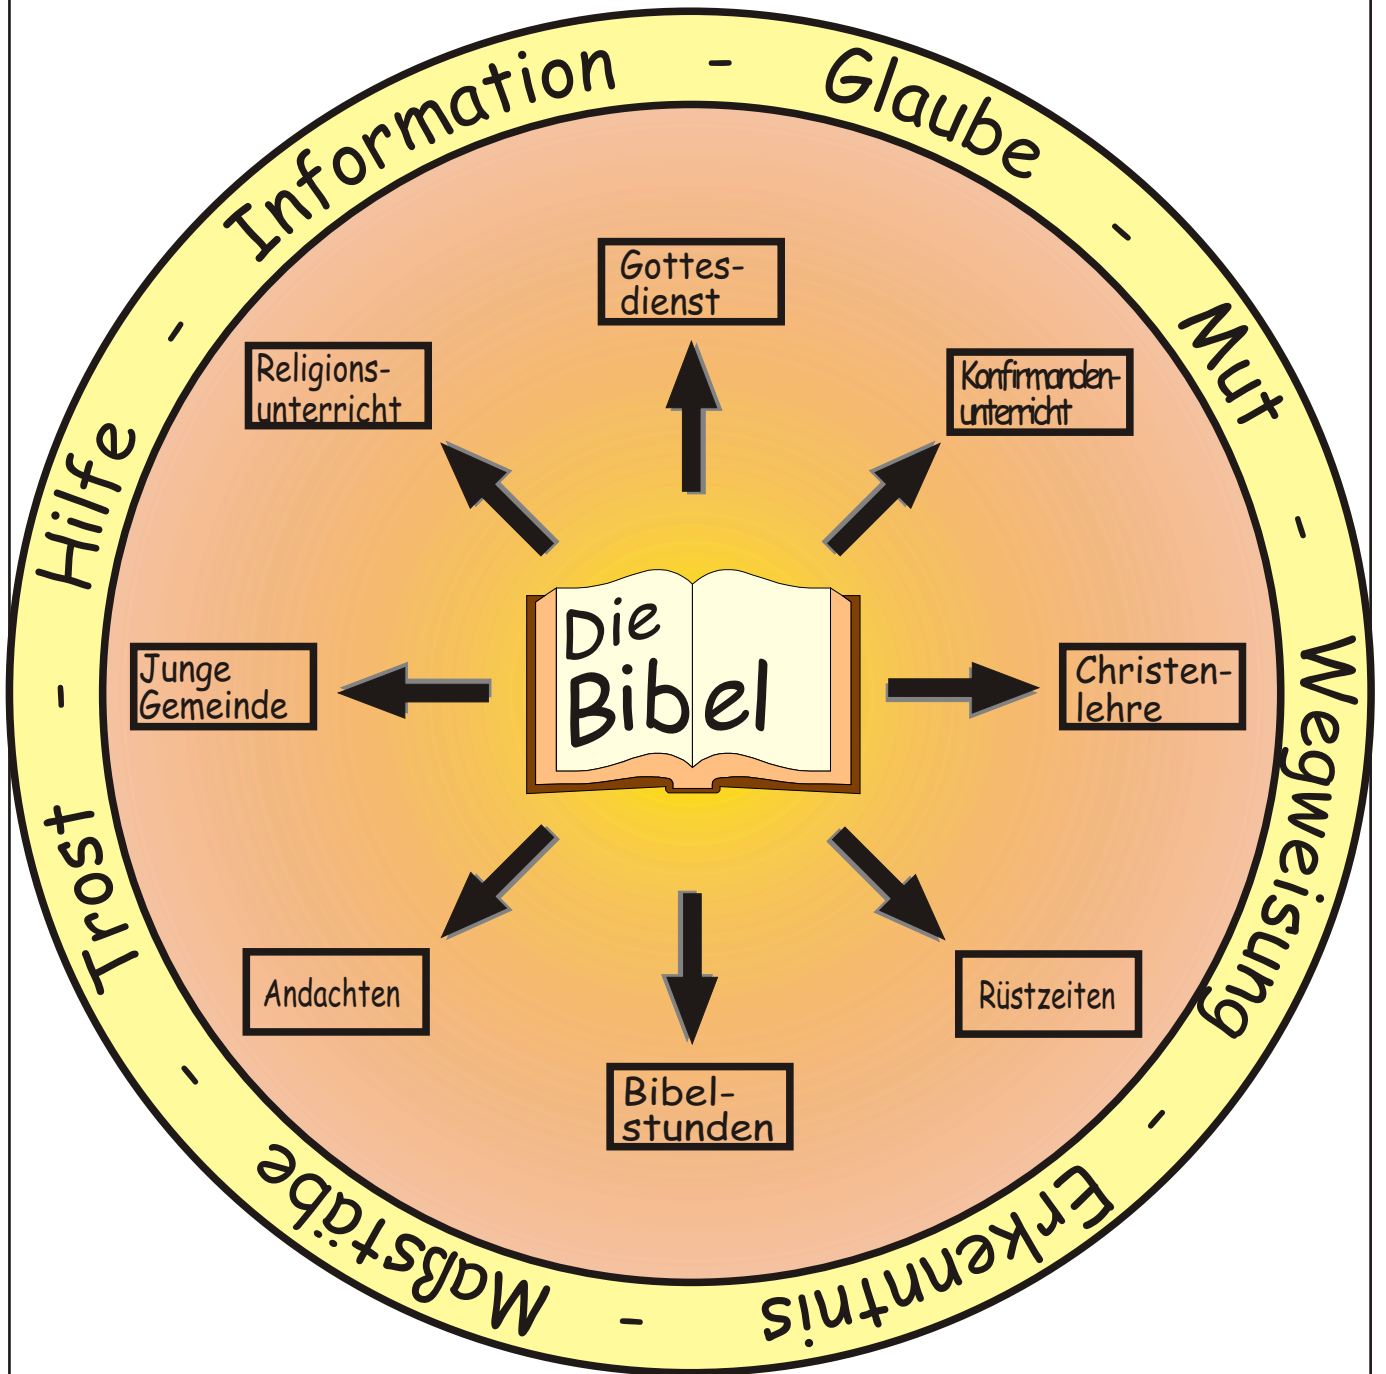 Information - Glaube - Mut - Wegweisung - Erkenntnis - Maßstäbe - Trost - Hilfe -
Gottes-
dienst
Religions-
unterricht
Konfirmanden-
unterricht
Die
Bibel
Junge
Gemeinde
Christen-
lehre
Andachten
Rüstzeiten
Bibel-
stunden